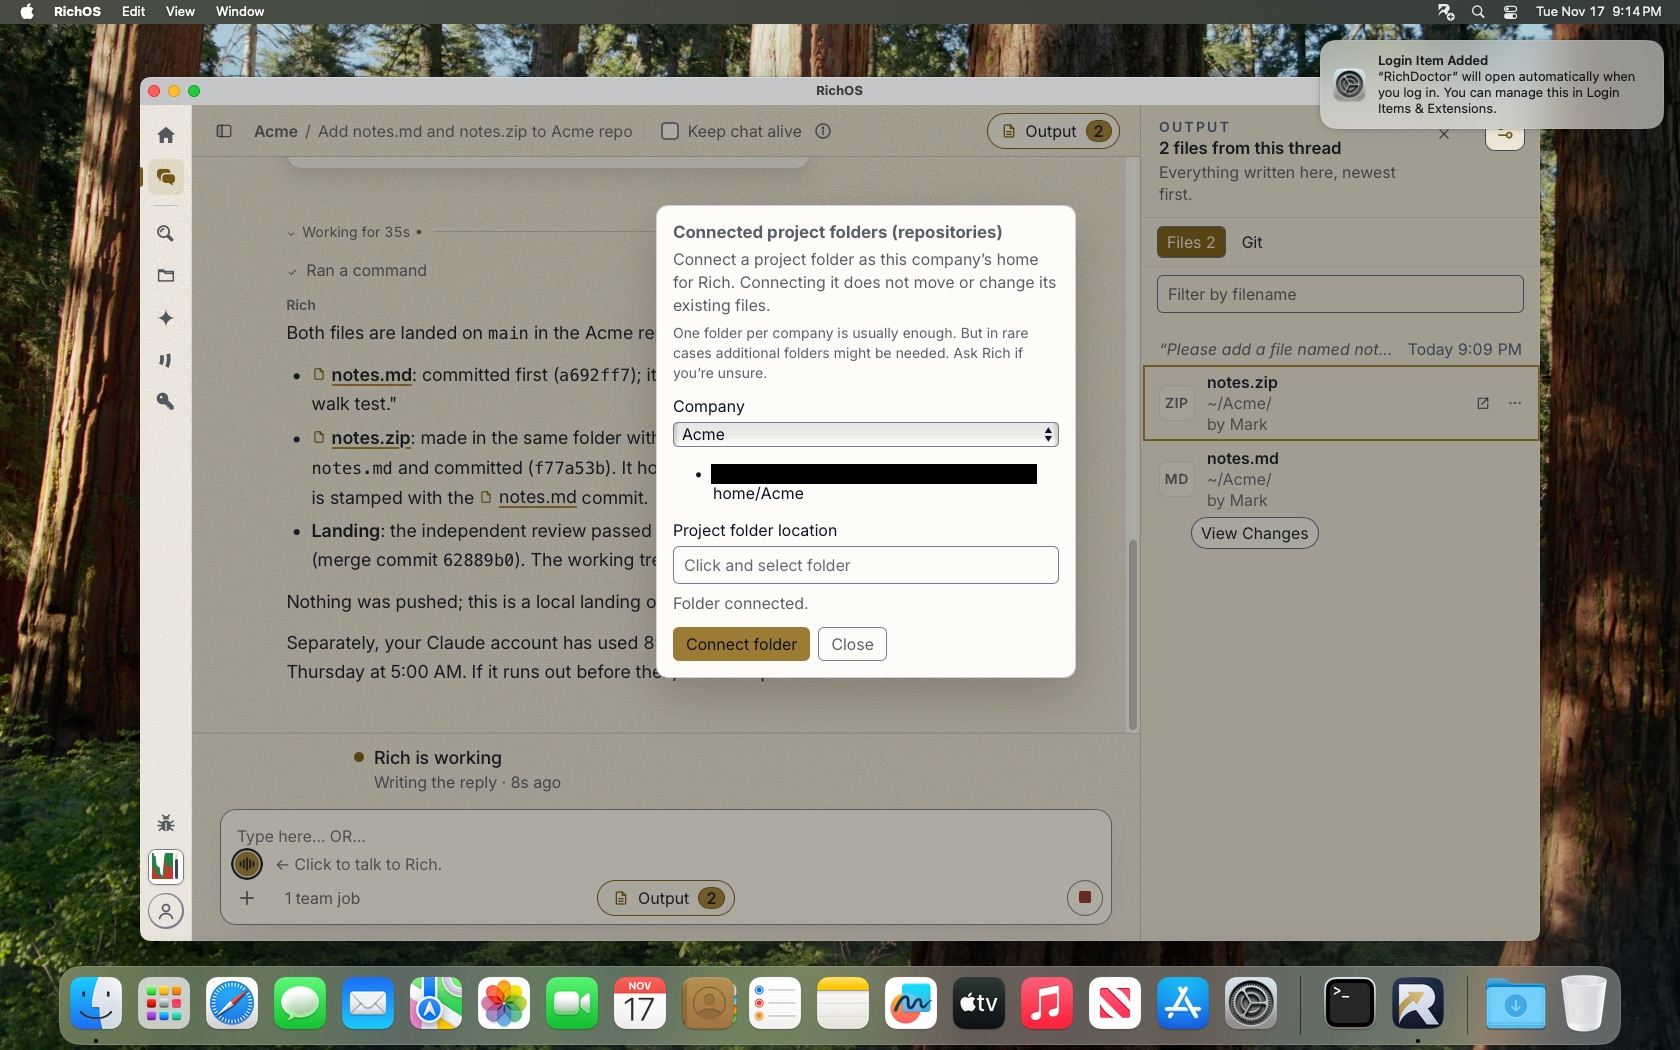 RichOS Edit View Window
Tue Nov 17 9:14 PM
Login Item Added
“RichDoctor” will open automatically when
you log in. You can manage this in Login
Items & Extensions.
RichOS
Acme / Add notes.md and notes.zip to Acme repo
Keep chat alive
Output 2
OUTPUT
2 files from this thread
Everything written here, newest
first.
Files 2
Git
Filter by filename
“Please add a file named not... Today 9:09 PM
ZIP
notes.zip
~/Acme/
by Mark
MD
notes.md
~/Acme/
by Mark
View Changes
Working for 35s
Ran a command
Rich
Both files are landed on main in the Acme re
notes.md: committed first (a692ff7); it
walk test."
notes.zip: made in the same folder with
notes.md and committed (f77a53b). It ho
is stamped with the notes.md commit.
Landing: the independent review passed
(merge commit 62889b0). The working tre
Nothing was pushed; this is a local landing o
Separately, your Claude account has used 8
Thursday at 5:00 AM. If it runs out before the
Connected project folders (repositories)
Connect a project folder as this company’s home
for Rich. Connecting it does not move or change its
existing files.
One folder per company is usually enough. But in rare
cases additional folders might be needed. Ask Rich if
you’re unsure.
Company
Acme
home/Acme
Project folder location
Click and select folder
Folder connected.
Connect folder
Close
Rich is working
Writing the reply · 8s ago
Type here... OR...
← Click to talk to Rich.
1 team job
Output 2
NOV
17
tv